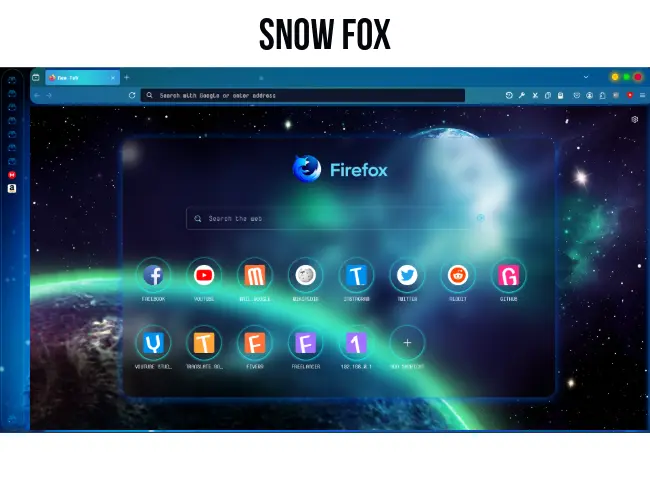 SNOW FOX
New Tab
Search with Google or enter address
Firefox
Search the web
FACEBOOK YOUTUBE MAIL.GOOGLE WIKIPEDIA INSTAGRAM TWITTER REDDIT GITHUB
YOUTUBE STUD… TRANSLATE.GO… FIVERR FREELANCER 192.168.0.1 ADD SHORTCUT